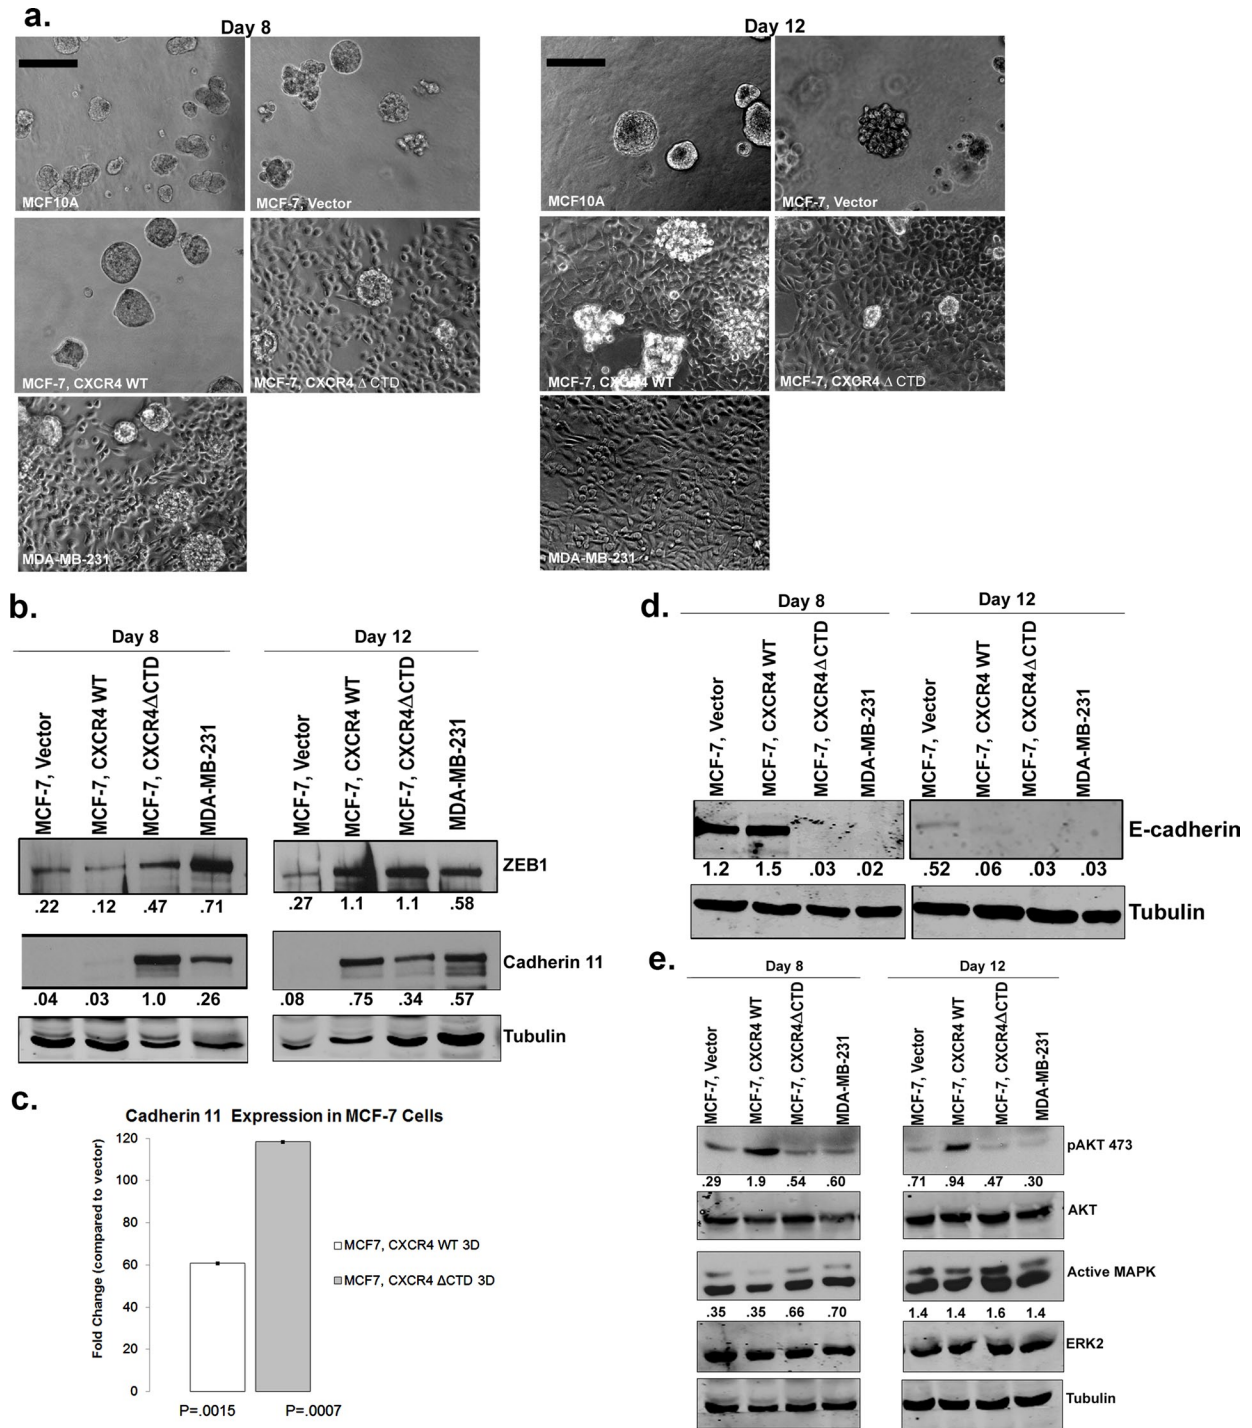 a.
Day 8
Day 12
MCF10A
MCF-7, Vector
MCF10A
MCF-7, Vector
MCF-7, CXCR4 WT
MCF-7, CXCR4 Δ CTD
MCF-7, CXCR4 WT
MCF-7, CXCR4 Δ CTD
MDA-MB-231
MDA-MB-231
b.
Day 8
Day 12
MCF-7, Vector
MCF-7, CXCR4 WT
MCF-7, CXCR4ΔCTD
MDA-MB-231
MCF-7, Vector
MCF-7, CXCR4 WT
MCF-7, CXCR4ΔCTD
MDA-MB-231
ZEB1
.22 .12 .47 .71 .27 1.1 1.1 .58
Cadherin 11
.04 .03 1.0 .26 .08 .75 .34 .57
Tubulin
c.
Cadherin 11 Expression in MCF-7 Cells
Fold Change (compared to vector)
120
100
80
60
40
20
0
MCF7, CXCR4 WT 3D
MCF7, CXCR4 ΔCTD 3D
P=.0015 P=.0007
d.
Day 8
Day 12
MCF-7, Vector
MCF-7, CXCR4 WT
MCF-7, CXCR4ΔCTD
MDA-MB-231
MCF-7, Vector
MCF-7, CXCR4 WT
MCF-7, CXCR4ΔCTD
MDA-MB-231
E-cadherin
1.2 1.5 .03 .02 .52 .06 .03 .03
Tubulin
e.
Day 8
Day 12
MCF-7, Vector
MCF-7, CXCR4 WT
MCF-7, CXCR4ΔCTD
MDA-MB-231
MCF-7, Vector
MCF-7, CXCR4 WT
MCF-7, CXCR4ΔCTD
MDA-MB-231
pAKT 473
.29 1.9 .54 .60 .71 .94 .47 .30
AKT
Active MAPK
.35 .35 .66 .70 1.4 1.4 1.6 1.4
ERK2
Tubulin